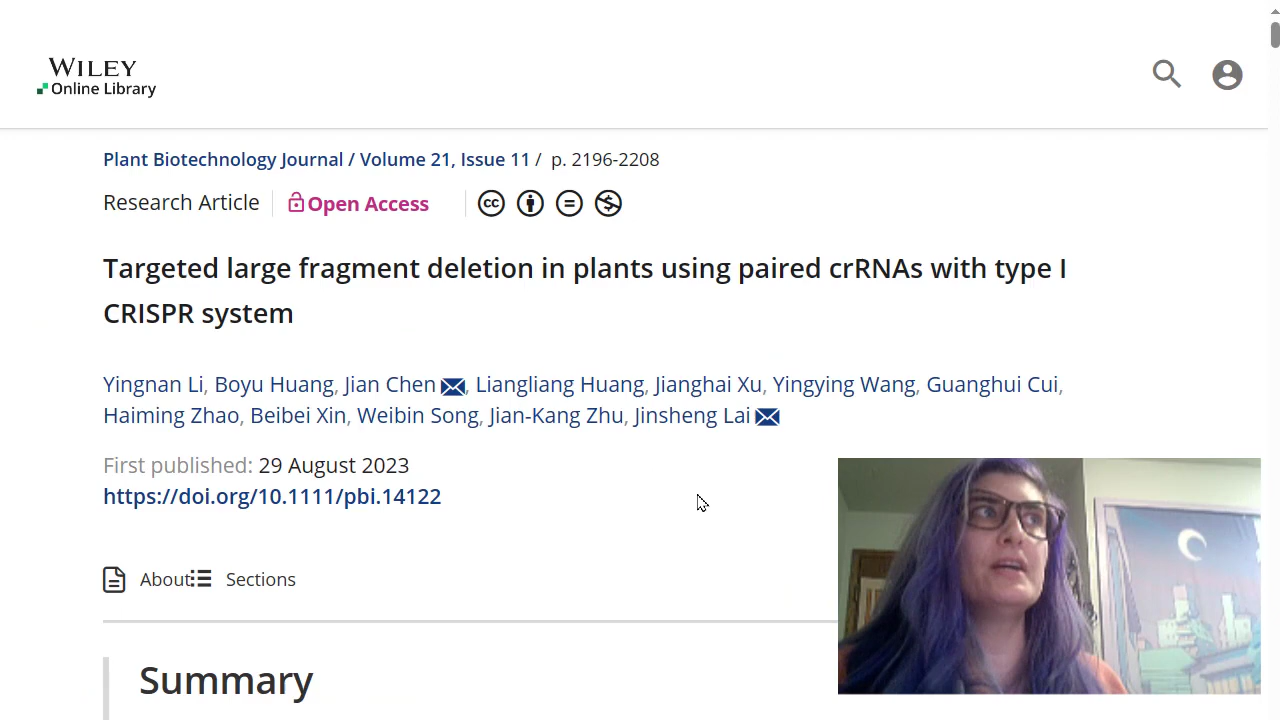 WILEY
Online Library
Plant Biotechnology Journal / Volume 21, Issue 11 / p. 2196-2208
Research Article
Open Access
cc
Targeted large fragment deletion in plants using paired crRNAs with type I
CRISPR system
Yingnan Li, Boyu Huang, Jian Chen, Liangliang Huang, Jianghai Xu, Yingying Wang, Guanghui Cui,
Haiming Zhao, Beibei Xin, Weibin Song, Jian-Kang Zhu, Jinsheng Lai
First published: 29 August 2023
https://doi.org/10.1111/pbi.14122
About
Sections
Summary